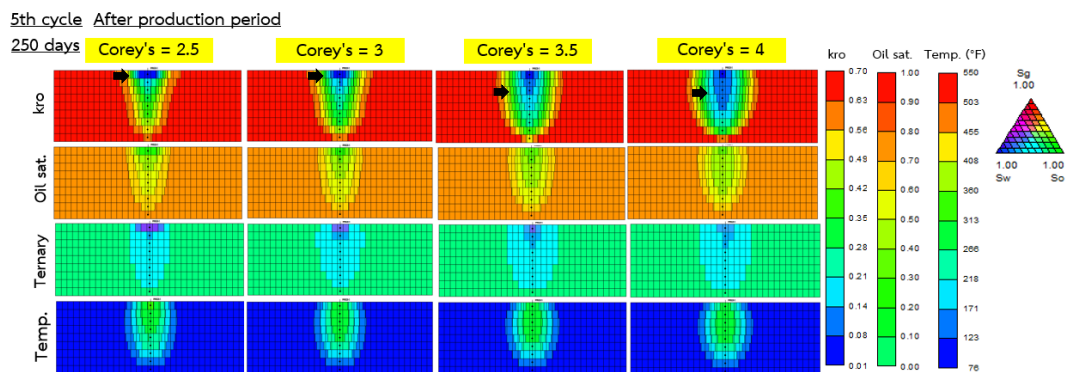 5th cycle After production period
250 days
Corey's = 2.5
Corey's = 3
Corey's = 3.5
Corey's = 4
kro
Oil sat.
Temp. (°F)
Sg
1.00
1.00
1.00
Sw
So
kro
Oil sat.
Ternary
Temp.
0.70
0.63
0.56
0.49
0.42
0.35
0.28
0.21
0.14
0.08
0.01
1.00
0.90
0.80
0.70
0.60
0.50
0.40
0.30
0.20
0.10
0.00
550
503
455
408
360
313
266
218
171
123
76